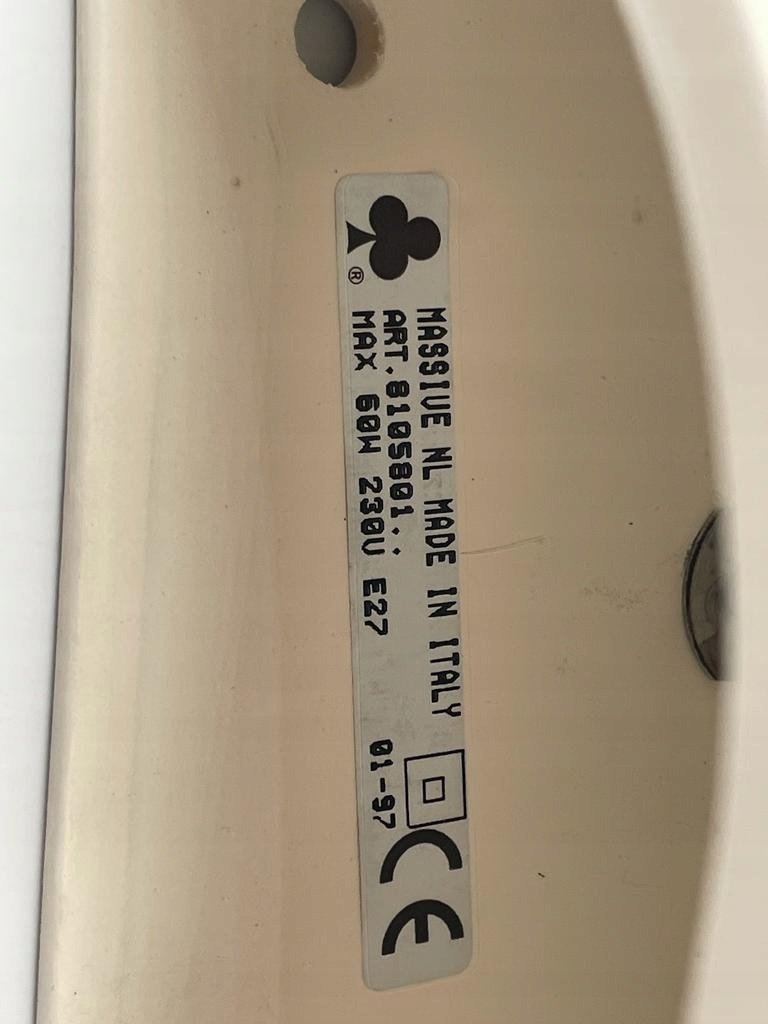 ®
MASSIVE NL MADE IN ITALY
ART.8105801..
MAX 60W 230V E27 01-97
CE